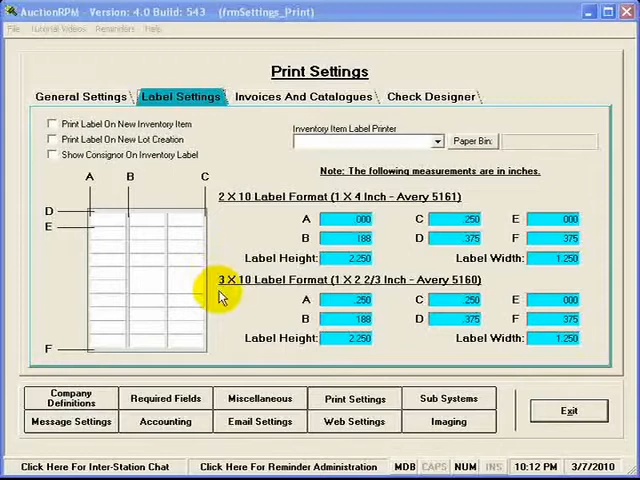 AuctionRPM - Version: 4.0 Build: 543   (frmSettings_Print)
File   Tutorial Videos   Reminders   Help
Print Settings
General Settings   Label Settings   Invoices And Catalogues   Check Designer
Print Label On New Inventory Item
Print Label On New Lot Creation
Show Consignor On Inventory Label
Inventory Item Label Printer
Paper Bin:
Note: The following measurements are in inches.
A   B   C
D
E
F
2 X 10 Label Format (1 X 4 Inch - Avery 5161)
A   .000   C   .250   E   .000
B   .188   D   .375   F   .375
Label Height:   2.250   Label Width:   1.250
3 X 10 Label Format (1 X 2 2/3 Inch - Avery 5160)
A   .250   C   .250   E   .000
B   .188   D   .375   F   .375
Label Height:   2.250   Label Width:   1.250
Company Definitions   Required Fields   Miscellaneous   Print Settings   Sub Systems
Message Settings   Accounting   Email Settings   Web Settings   Imaging
Exit
Click Here For Inter-Station Chat   Click Here For Reminder Administration   MDB   CAPS   NUM   INS   10:12 PM   3/7/2010